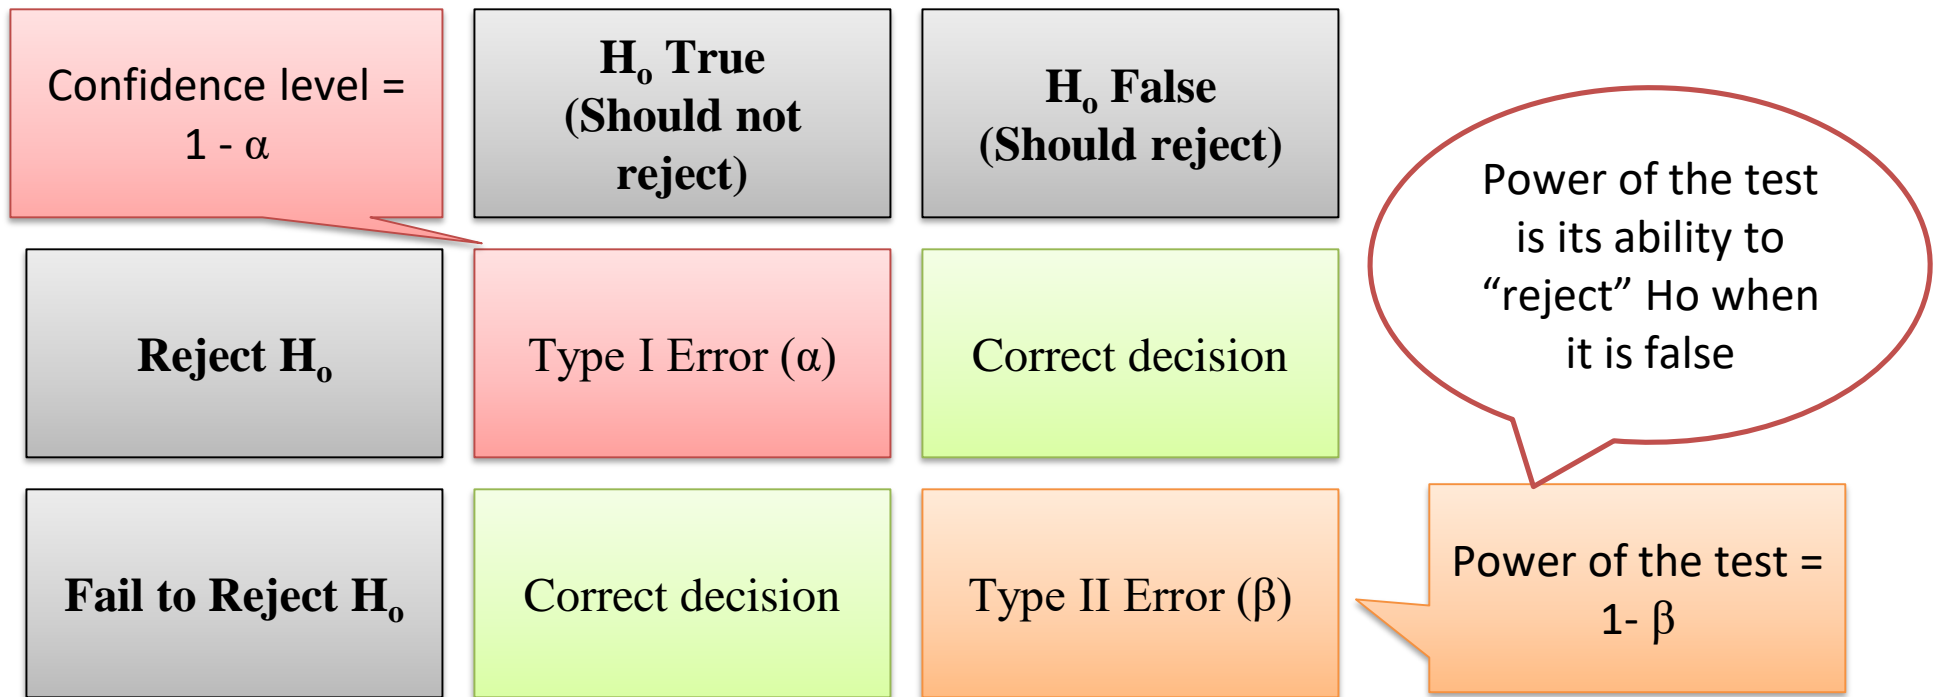 Confidence level =
1 - α
Hₒ True
(Should not
reject)
Hₒ False
(Should reject)
Power of the test
is its ability to
“reject” Ho when
it is false
Reject Hₒ
Type I Error (α)
Correct decision
Fail to Reject Hₒ
Correct decision
Type II Error (β)
Power of the test =
1- β